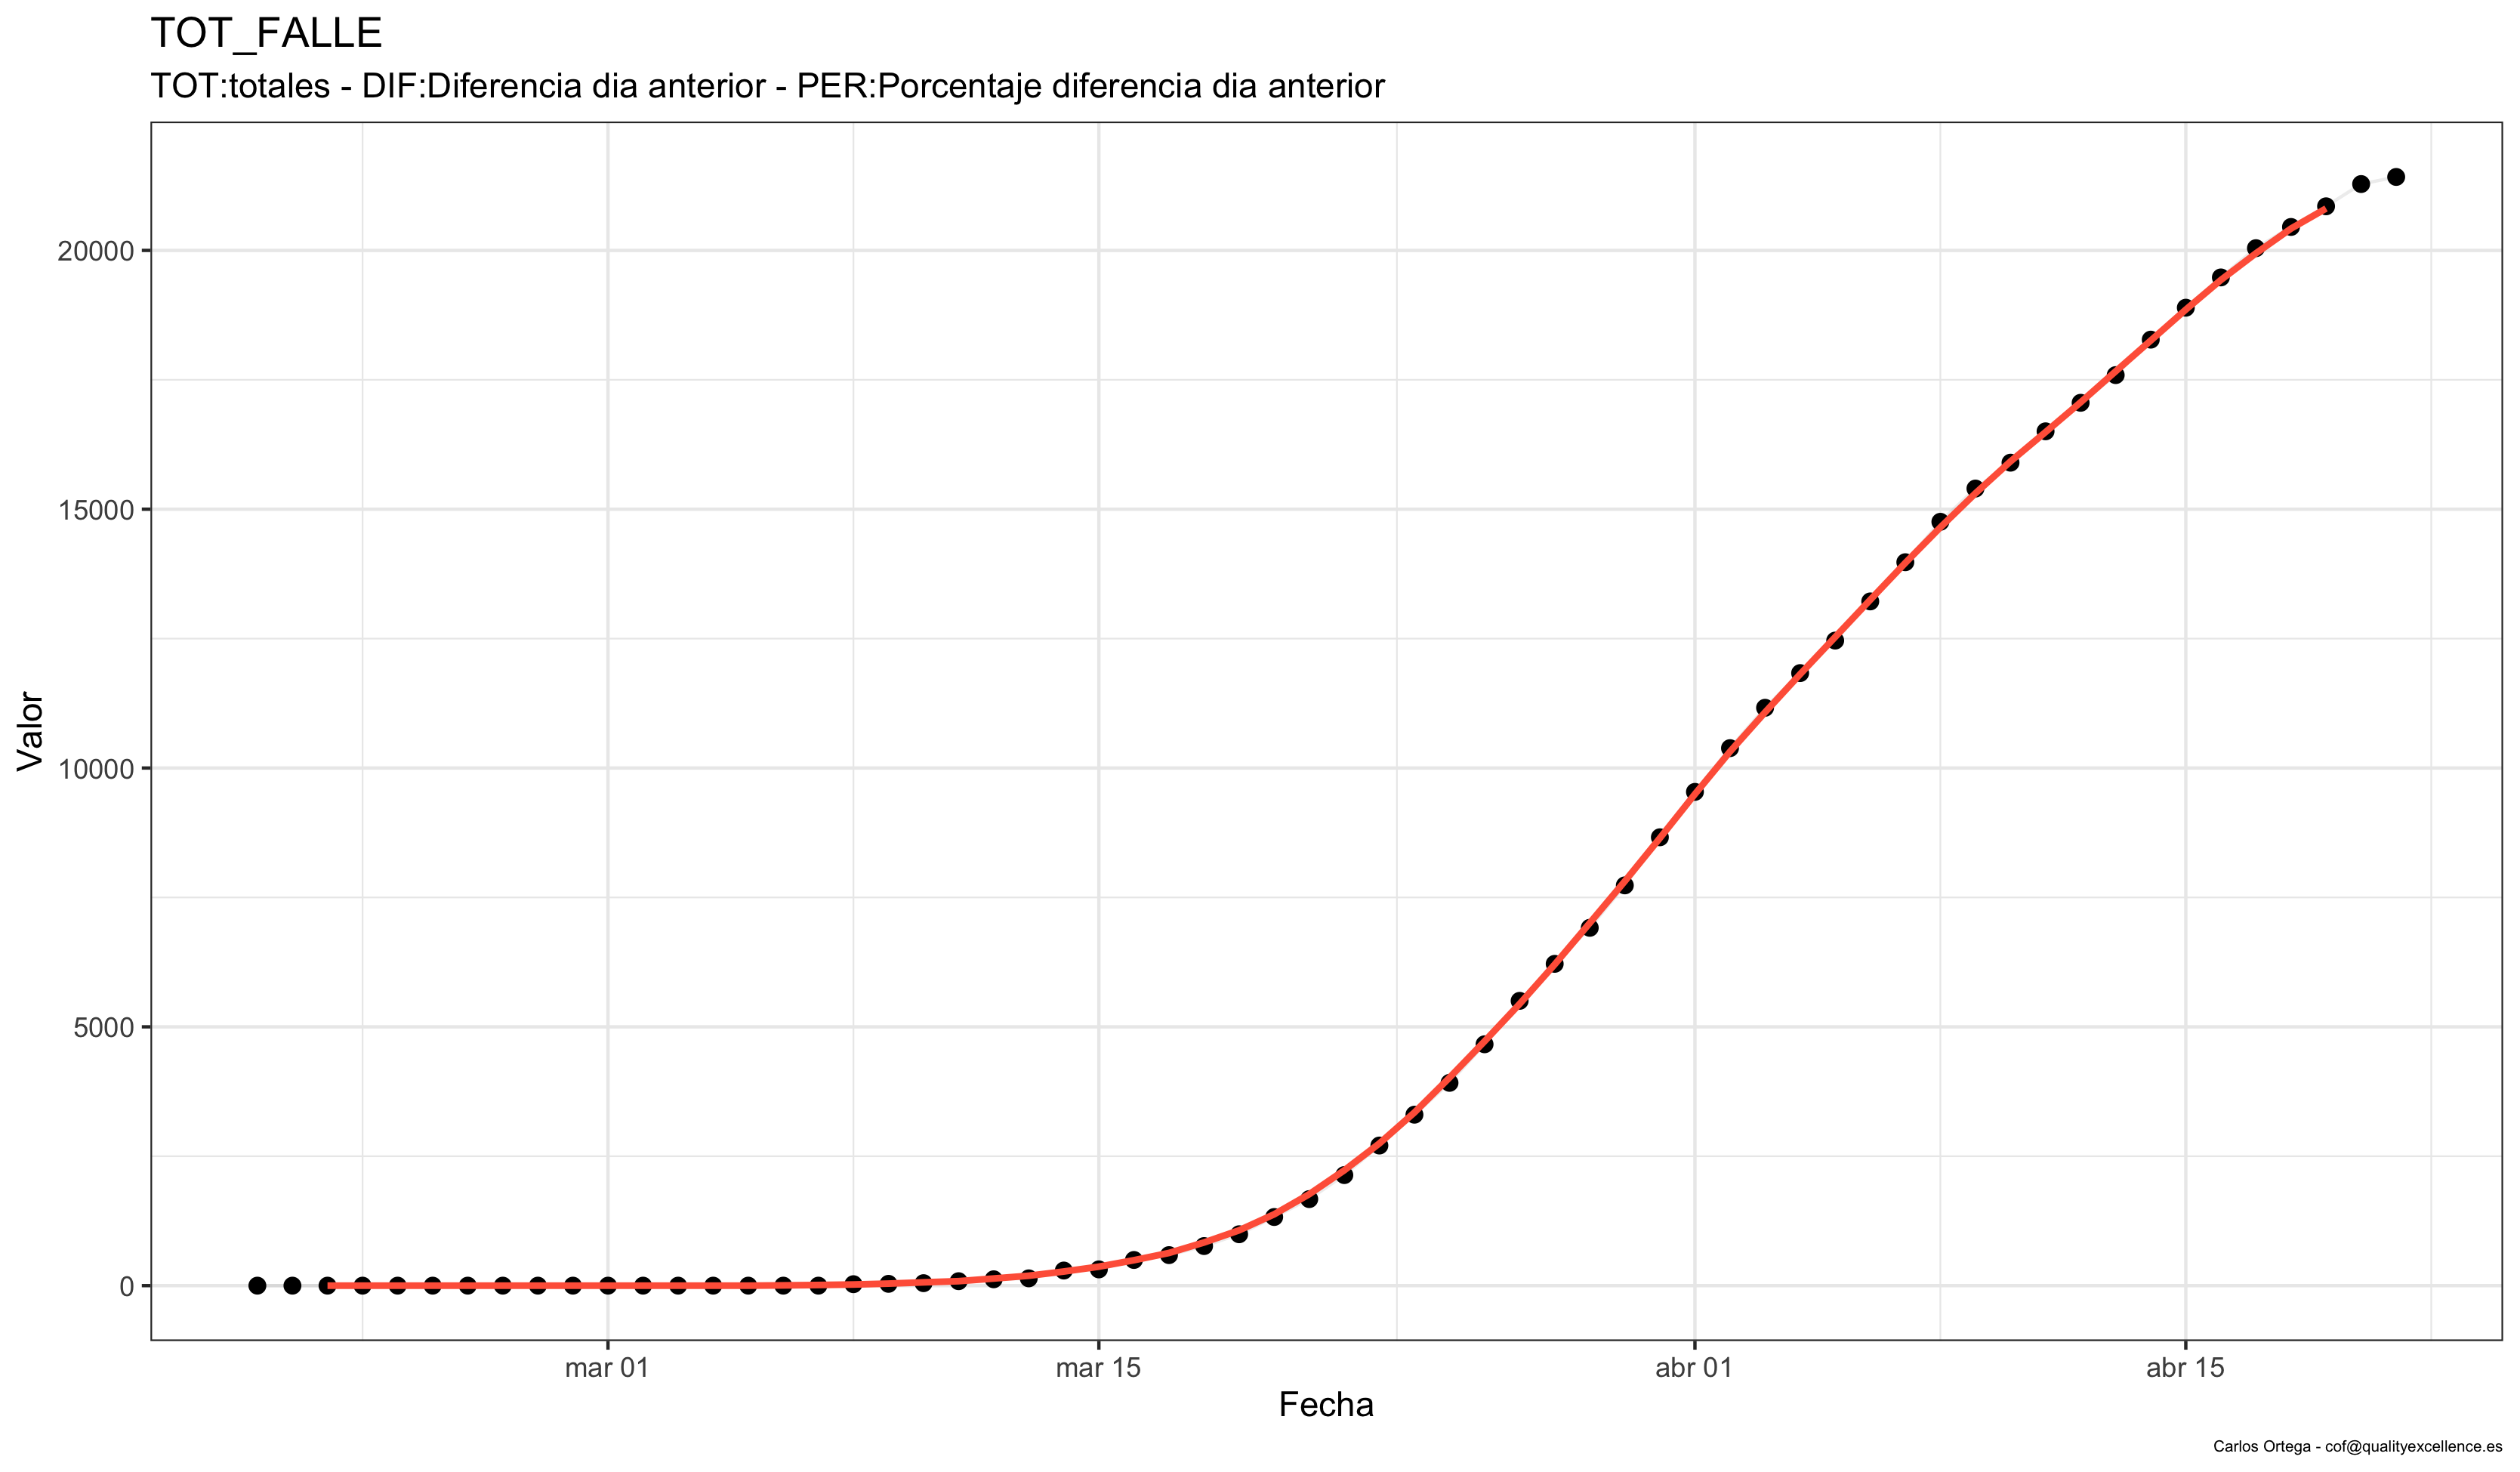 TOT_FALLE
TOT:totales - DIF:Diferencia dia anterior - PER:Porcentaje diferencia dia anterior
Valor
20000
15000
10000
5000
0
mar 01
mar 15
abr 01
abr 15
Fecha
Carlos Ortega - cof@qualityexcellence.es